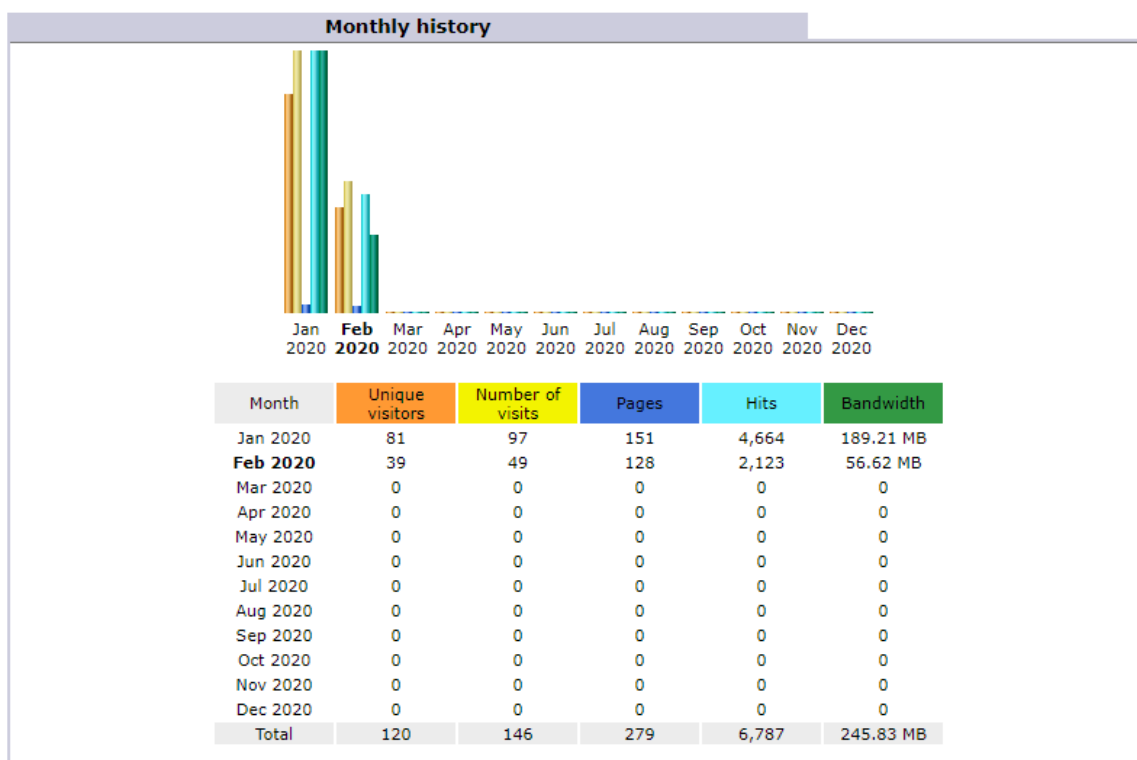 Monthly history
Jan Feb Mar Apr May Jun Jul Aug Sep Oct Nov Dec
2020 2020 2020 2020 2020 2020 2020 2020 2020 2020 2020 2020
Month Unique visitors Number of visits Pages Hits Bandwidth
Jan 2020 81 97 151 4,664 189.21 MB
Feb 2020 39 49 128 2,123 56.62 MB
Mar 2020 0 0 0 0 0
Apr 2020 0 0 0 0 0
May 2020 0 0 0 0 0
Jun 2020 0 0 0 0 0
Jul 2020 0 0 0 0 0
Aug 2020 0 0 0 0 0
Sep 2020 0 0 0 0 0
Oct 2020 0 0 0 0 0
Nov 2020 0 0 0 0 0
Dec 2020 0 0 0 0 0
Total 120 146 279 6,787 245.83 MB